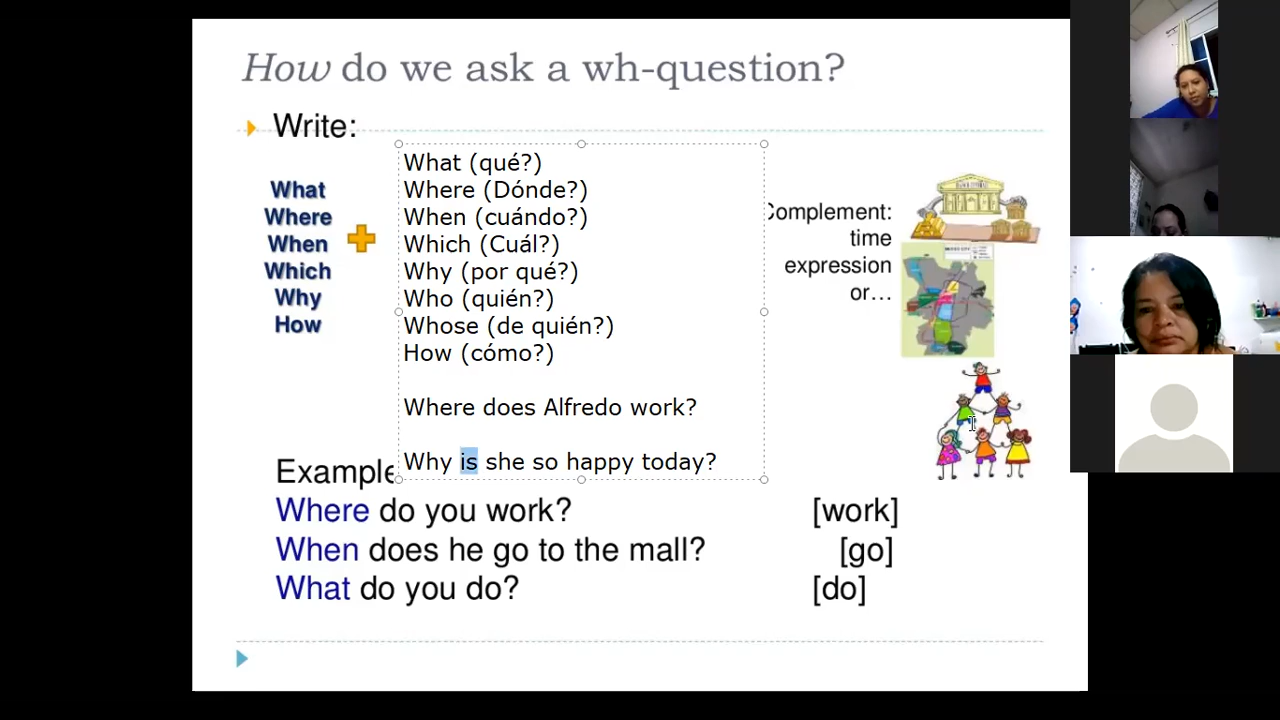 How do we ask a wh-question?
Write:
What
Where
When
Which
Why
How
What (qué?)
Where (Dónde?)
When (cuándo?)
Which (Cuál?)
Why (por qué?)
Who (quién?)
Whose (de quién?)
How (cómo?)
Where does Alfredo work?
Why is she so happy today?
Complement:
time
expression
or…
Example
Where do you work? [work]
When does he go to the mall? [go]
What do you do? [do]